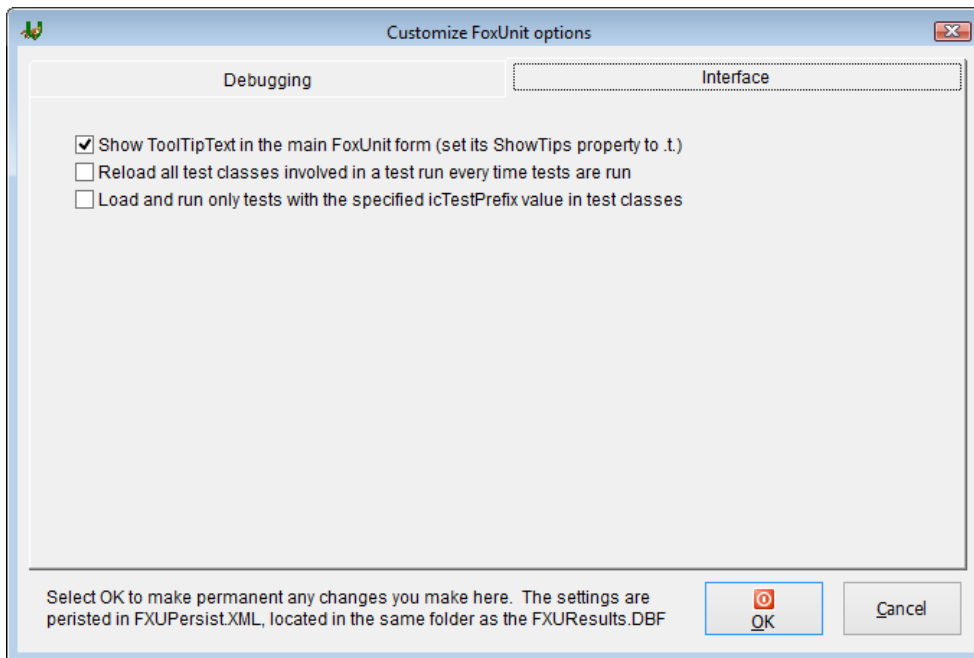 Customize FoxUnit options
Debugging
Interface
Show ToolTipText in the main FoxUnit form (set its ShowTips property to .t.)
Reload all test classes involved in a test run every time tests are run
Load and run only tests with the specified icTestPrefix value in test classes
Select OK to make permanent any changes you make here.  The settings are
peristed in FXUPersist.XML, located in the same folder as the FXUResults.DBF
OK
Cancel